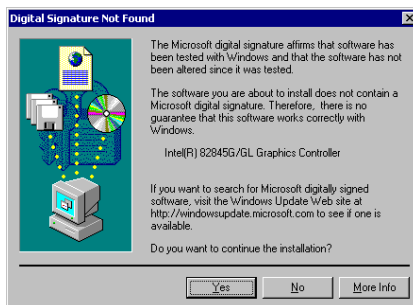 Digital Signature Not Found
The Microsoft digital signature affirms that software has
been tested with Windows and that the software has not
been altered since it was tested.
The software you are about to install does not contain a
Microsoft digital signature. Therefore, there is no
guarantee that this software works correctly with
Windows.
Intel(R) 82845G/GL Graphics Controller
If you want to search for Microsoft digitally signed
software, visit the Windows Update Web site at
http://windowsupdate.microsoft.com to see if one is
available.
Do you want to continue the installation?
Yes No More Info